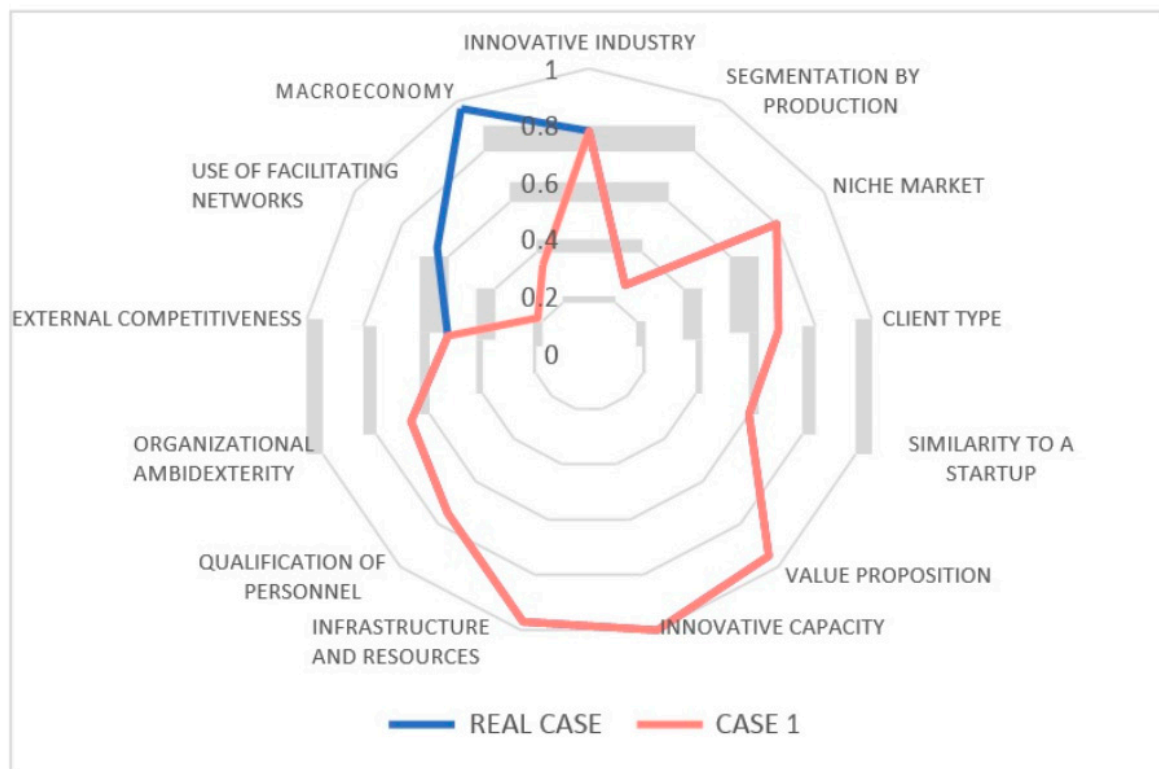 INNOVATIVE INDUSTRY
1
SEGMENTATION BY
PRODUCTION
MACROECONOMY
0.8
USE OF FACILITATING
NETWORKS
NICHE MARKET
0.6
0.4
0.2
EXTERNAL COMPETITIVENESS
CLIENT TYPE
0
ORGANIZATIONAL
AMBIDEXTERITY
SIMILARITY TO A
STARTUP
QUALIFICATION OF
PERSONNEL
VALUE PROPOSITION
INFRASTRUCTURE
AND RESOURCES
INNOVATIVE CAPACITY
REAL CASE
CASE 1